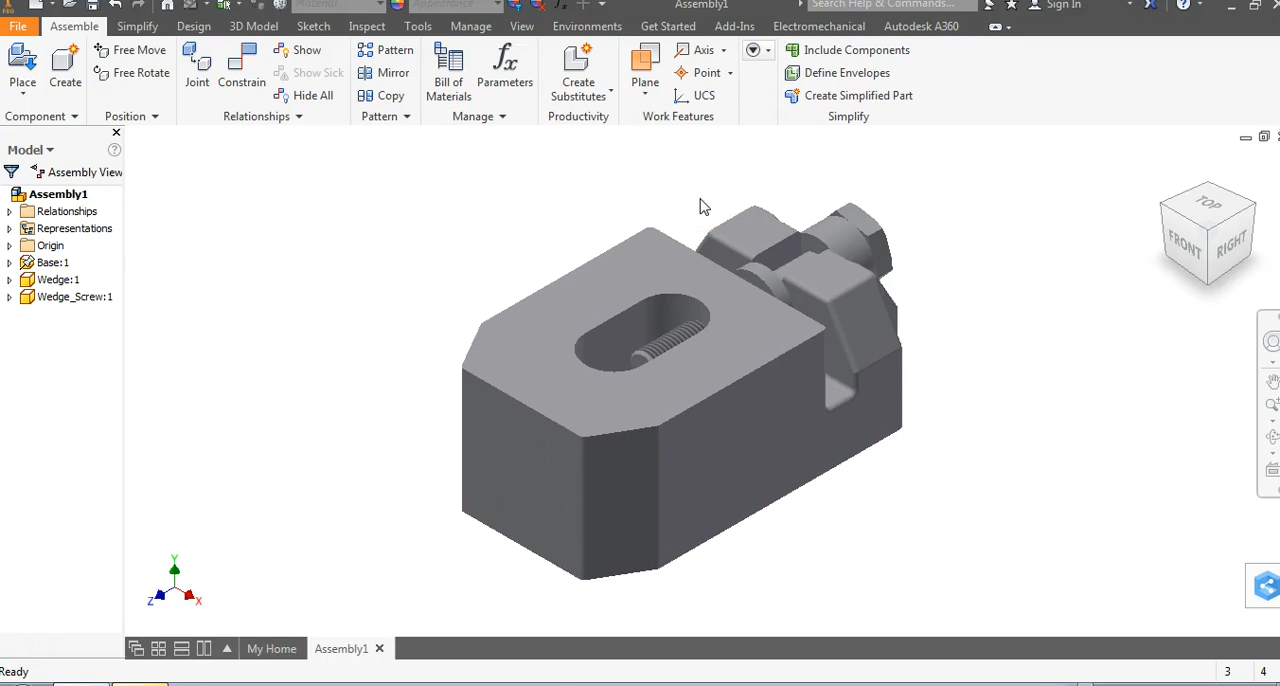 Material
Appearance
Assembly1
Search Help & Commands...
Sign In
PRO
File Assemble Simplify Design 3D Model Sketch Inspect Tools Manage View Environments Get Started Add-Ins Electromechanical Autodesk A360
Place
Create
Component
Free Move
Free Rotate
Position
Joint
Constrain
Show
Show Sick
Hide All
Relationships
Pattern
Mirror
Copy
Pattern
Bill of
Materials
fx
Parameters
Manage
Create
Substitutes
Productivity
Plane
Axis
Point
UCS
Work Features
Include Components
Define Envelopes
Create Simplified Part
Simplify
Model
Assembly View
Assembly1
Relationships
Representations
Origin
Base:1
Wedge:1
Wedge_Screw:1
TOP
FRONT
RIGHT
Y
Z
X
My Home
Assembly1
Ready
3 4